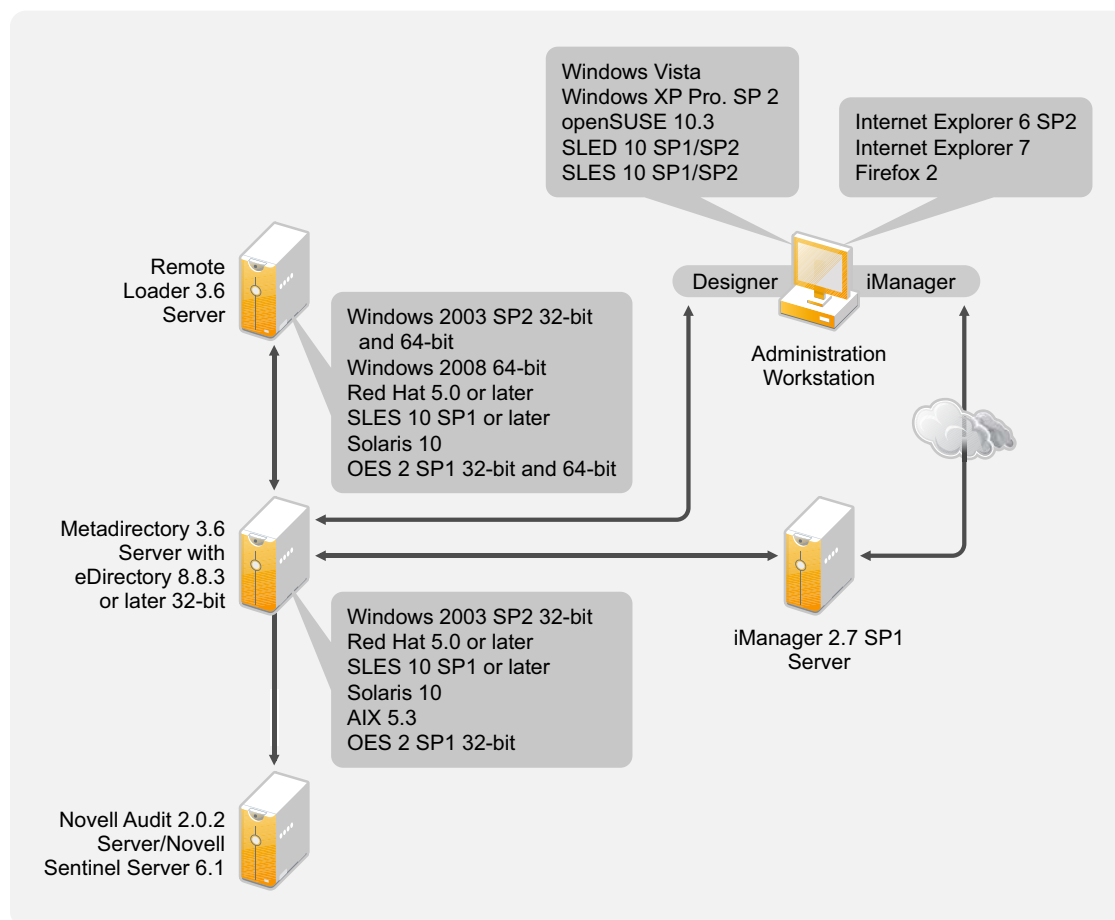 Windows Vista
Windows XP Pro. SP 2
openSUSE 10.3
SLED 10 SP1/SP2
SLES 10 SP1/SP2
Internet Explorer 6 SP2
Internet Explorer 7
Firefox 2
Designer
iManager
Administration
Workstation
Remote
Loader 3.6
Server
Windows 2003 SP2 32-bit
and 64-bit
Windows 2008 64-bit
Red Hat 5.0 or later
SLES 10 SP1 or later
Solaris 10
OES 2 SP1 32-bit and 64-bit
Metadirectory 3.6
Server with
eDirectory 8.8.3
or later 32-bit
Windows 2003 SP2 32-bit
Red Hat 5.0 or later
SLES 10 SP1 or later
Solaris 10
AIX 5.3
OES 2 SP1 32-bit
iManager 2.7 SP1
Server
Novell Audit 2.0.2
Server/Novell
Sentinel Server 6.1